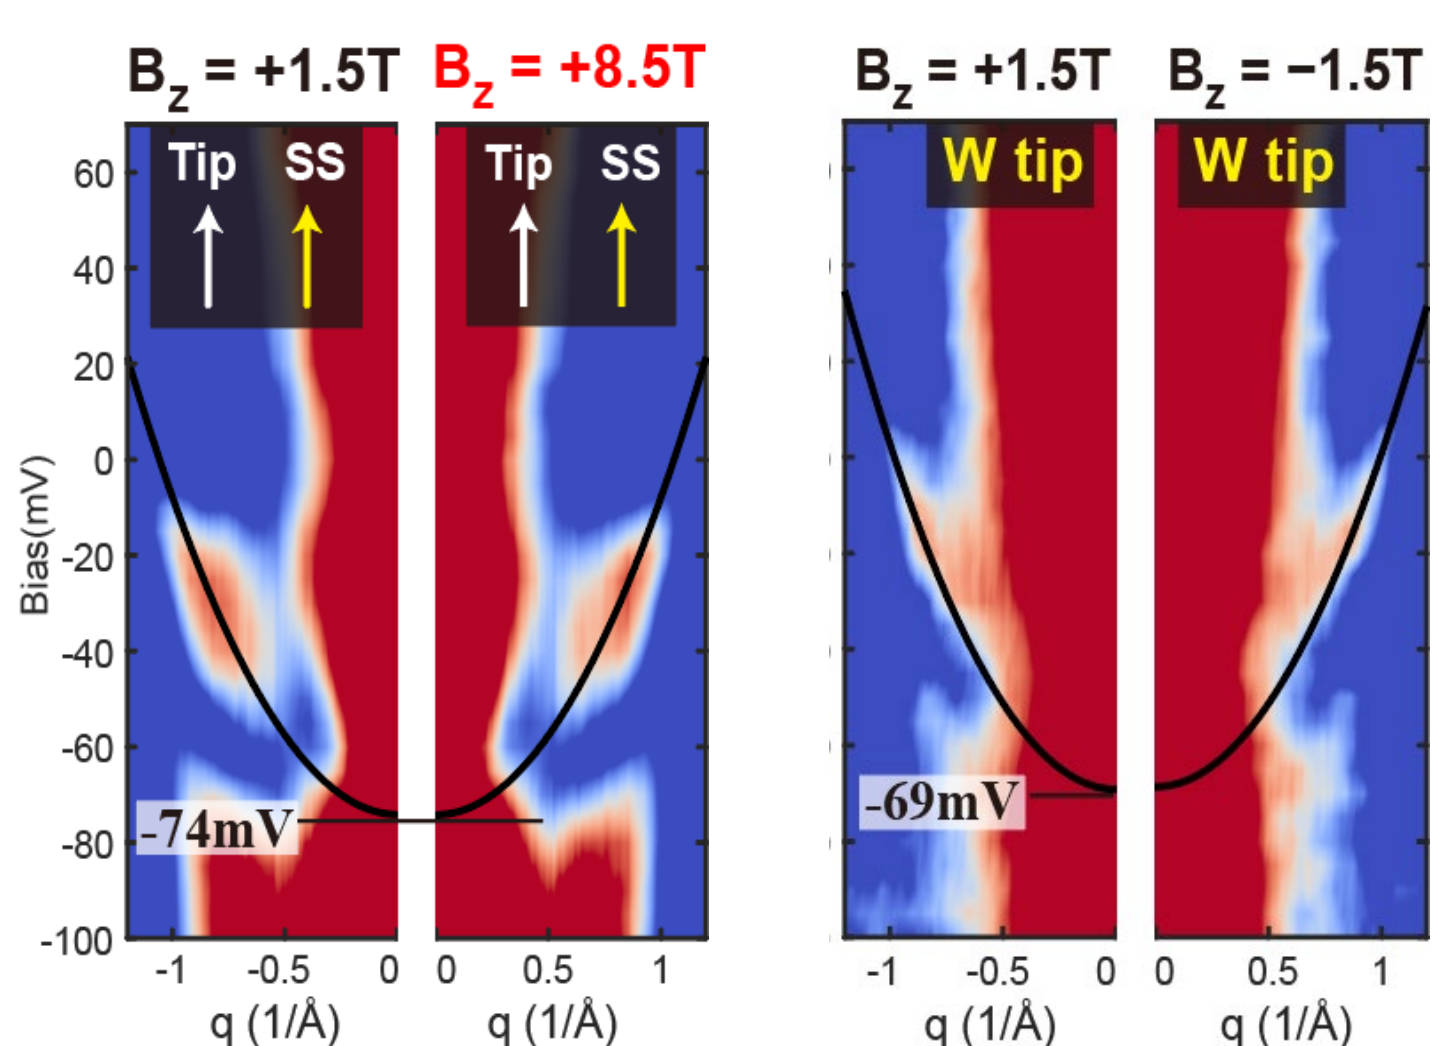 B_z = +1.5T B_z = +8.5T B_z = +1.5T B_z = −1.5T
Tip SS Tip SS W tip W tip
60
40
20
0
-20
-40
-60
-80
-100
Bias(mV)
-74mV
-69mV
-1 -0.5 0 0 0.5 1 -1 -0.5 0 0 0.5 1
q (1/Å) q (1/Å) q (1/Å) q (1/Å)